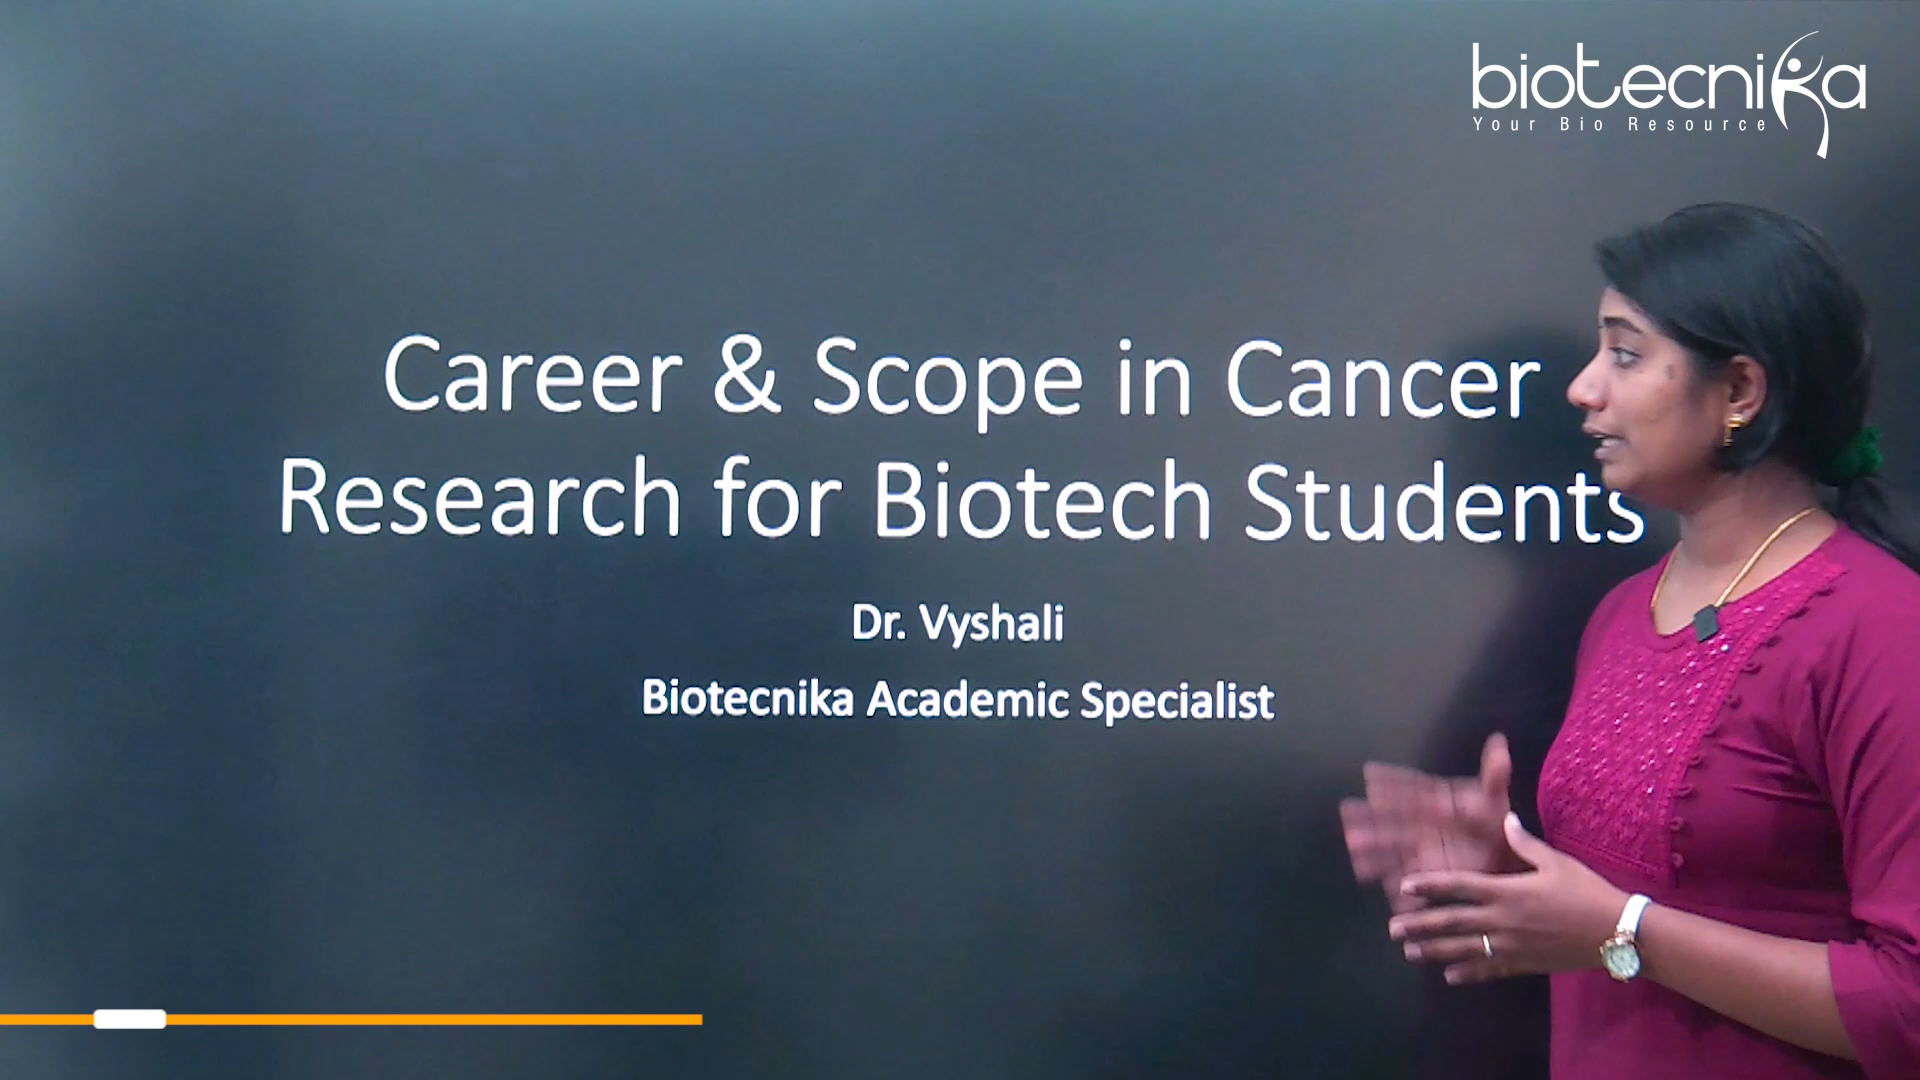 biotecnika
Your Bio Resource
Career & Scope in Cancer
Research for Biotech Students
Dr. Vyshali
Biotecnika Academic Specialist